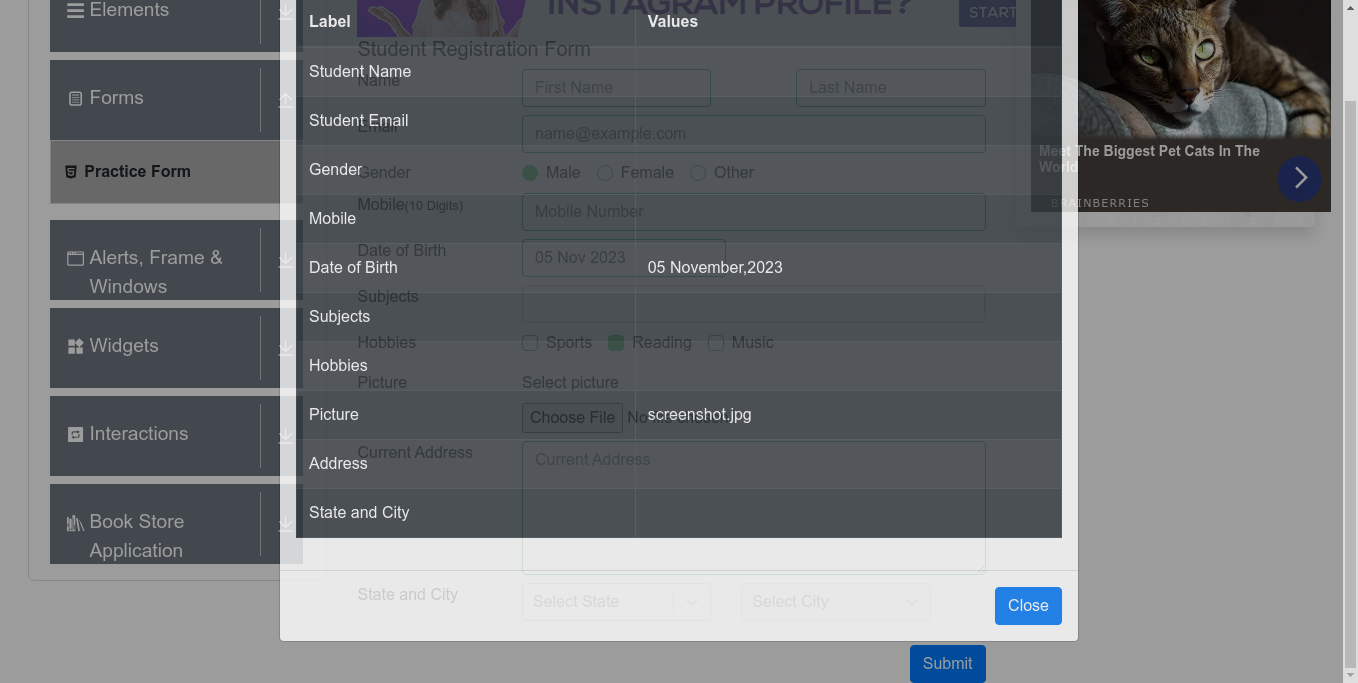 Elements
Forms
Practice Form
Alerts, Frame &
Windows
Widgets
Interactions
Book Store
Application
INSTAGRAM PROFILE?
START
Label Values
Student Name
Student Email
Gender
Mobile
Date of Birth 05 November,2023
Subjects
Hobbies
Picture screenshot.jpg
Address
State and City
Close
Student Registration Form
Name First Name Last Name
Email name@example.com
Gender Male Female Other
Mobile(10 Digits) Mobile Number
Date of Birth 05 Nov 2023
Subjects
Hobbies Sports Reading Music
Picture Select picture
Choose File No file chosen
Current Address Current Address
State and City Select State Select City
Submit
Meet The Biggest Pet Cats In The
World
BRAINBERRIES